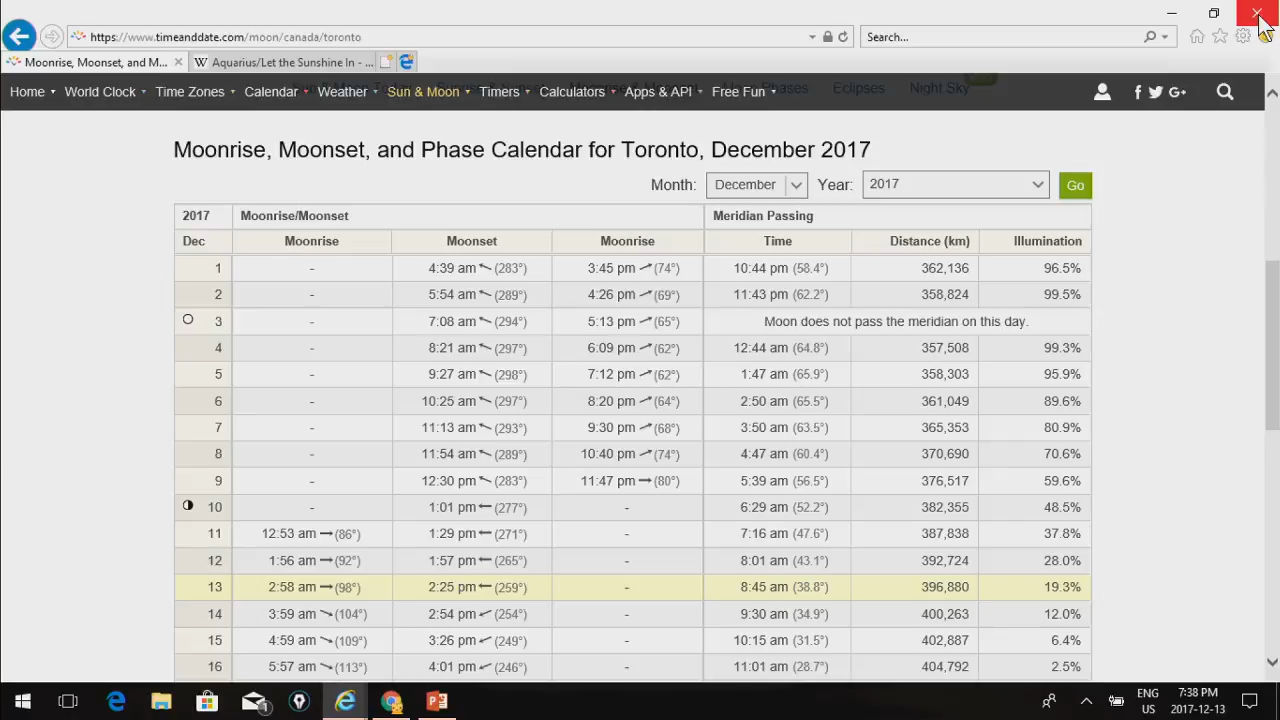 https://www.timeanddate.com/moon/canada/toronto
Search...
Moonrise, Moonset, and M...
Aquarius/Let the Sunshine In - ...
Home World Clock Time Zones Calendar Weather Sun & Moon Timers Calculators Apps & API Free Fun
Phases Eclipses Night Sky
Moonrise, Moonset, and Phase Calendar for Toronto, December 2017
Month: December Year: 2017 Go
2017 Moonrise/Moonset Meridian Passing
Dec Moonrise Moonset Moonrise Time Distance (km) Illumination
1 - 4:39 am (283°) 3:45 pm (74°) 10:44 pm (58.4°) 362,136 96.5%
2 - 5:54 am (289°) 4:26 pm (69°) 11:43 pm (62.2°) 358,824 99.5%
3 - 7:08 am (294°) 5:13 pm (65°) Moon does not pass the meridian on this day.
4 - 8:21 am (297°) 6:09 pm (62°) 12:44 am (64.8°) 357,508 99.3%
5 - 9:27 am (298°) 7:12 pm (62°) 1:47 am (65.9°) 358,303 95.9%
6 - 10:25 am (297°) 8:20 pm (64°) 2:50 am (65.5°) 361,049 89.6%
7 - 11:13 am (293°) 9:30 pm (68°) 3:50 am (63.5°) 365,353 80.9%
8 - 11:54 am (289°) 10:40 pm (74°) 4:47 am (60.4°) 370,690 70.6%
9 - 12:30 pm (283°) 11:47 pm (80°) 5:39 am (56.5°) 376,517 59.6%
10 - 1:01 pm (277°) - 6:29 am (52.2°) 382,355 48.5%
11 12:53 am (86°) 1:29 pm (271°) - 7:16 am (47.6°) 387,838 37.8%
12 1:56 am (92°) 1:57 pm (265°) - 8:01 am (43.1°) 392,724 28.0%
13 2:58 am (98°) 2:25 pm (259°) - 8:45 am (38.8°) 396,880 19.3%
14 3:59 am (104°) 2:54 pm (254°) - 9:30 am (34.9°) 400,263 12.0%
15 4:59 am (109°) 3:26 pm (249°) - 10:15 am (31.5°) 402,887 6.4%
16 5:57 am (113°) 4:01 pm (246°) - 11:01 am (28.7°) 404,792 2.5%
ENG 7:38 PM
US 2017-12-13